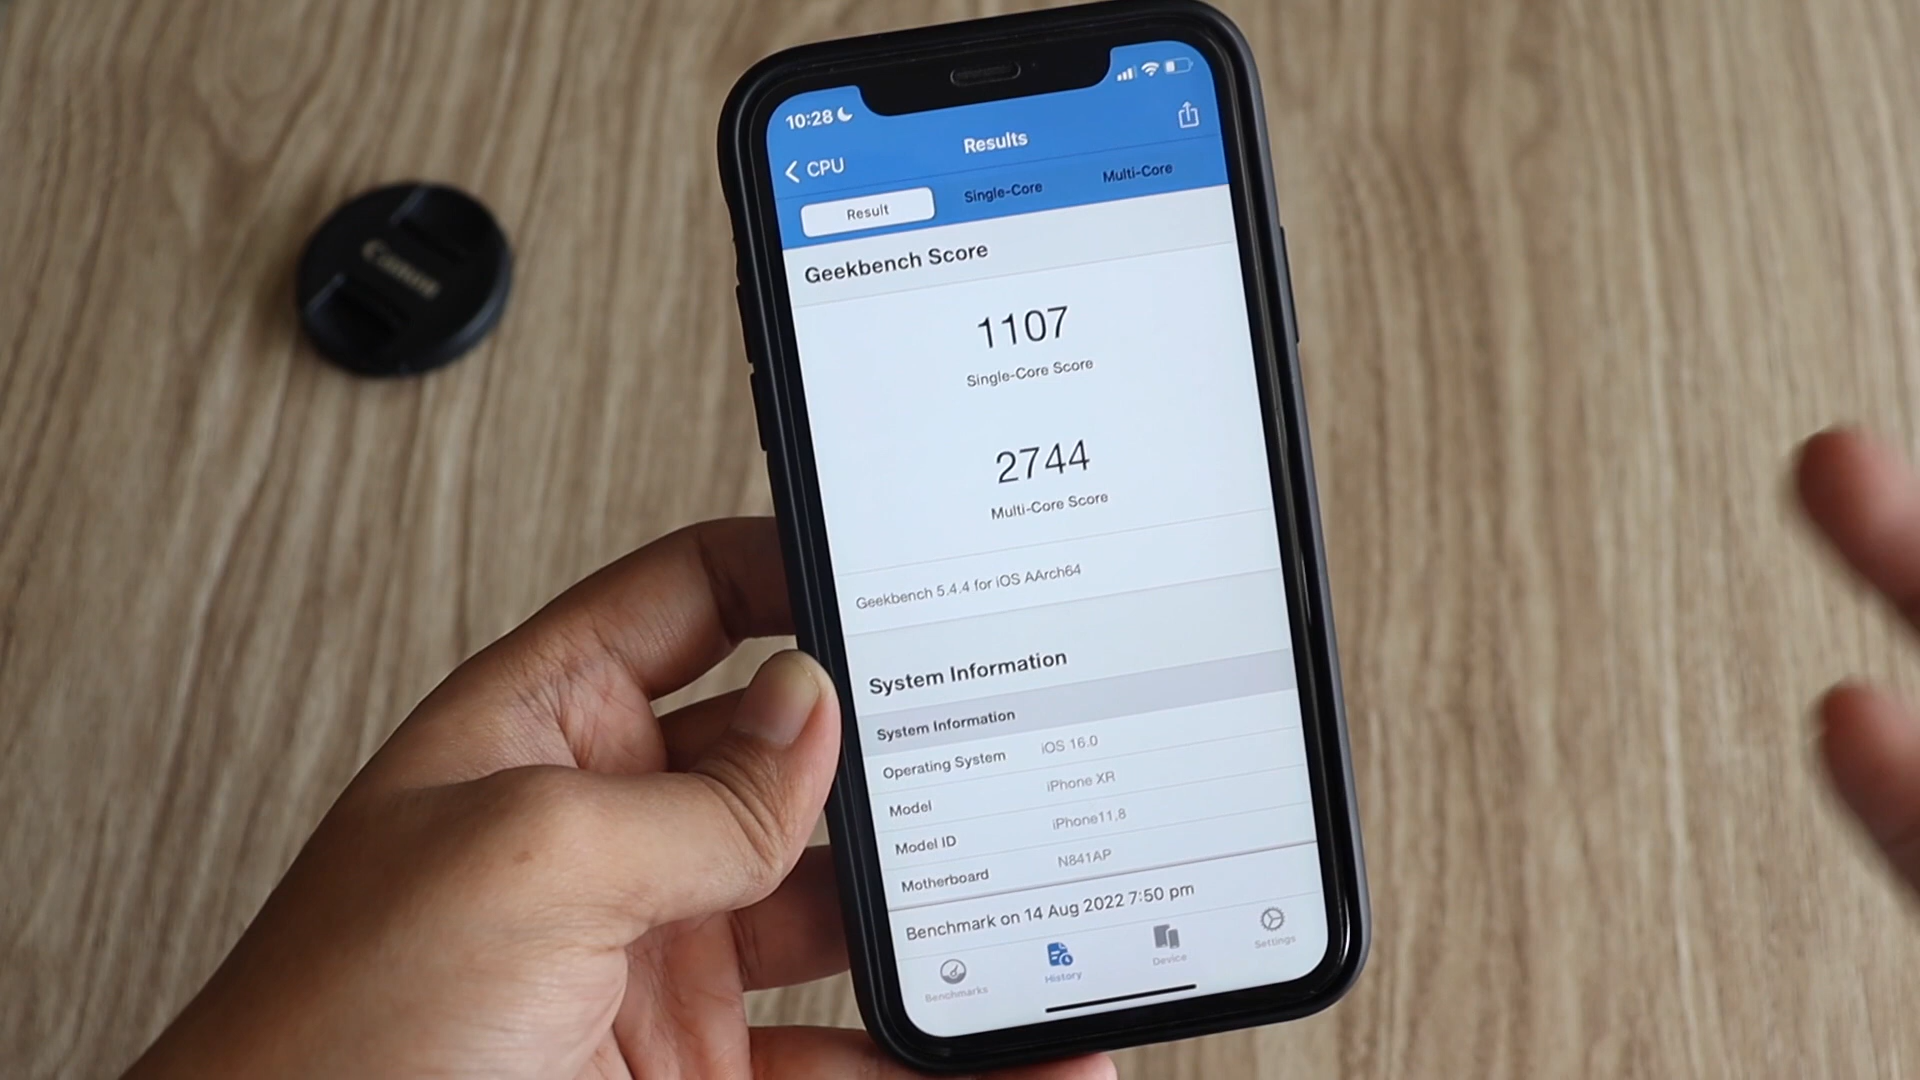 10:28
CPU
Results
Result
Single-Core
Multi-Core
Geekbench Score
1107
Single-Core Score
2744
Multi-Core Score
Geekbench 5.4.4 for iOS AArch64
System Information
System Information
Operating System iOS 16.0
Model iPhone XR
Model ID iPhone11,8
Motherboard N841AP
Benchmark on 14 Aug 2022 7:50 pm
Benchmarks
History
Device
Settings
Canon